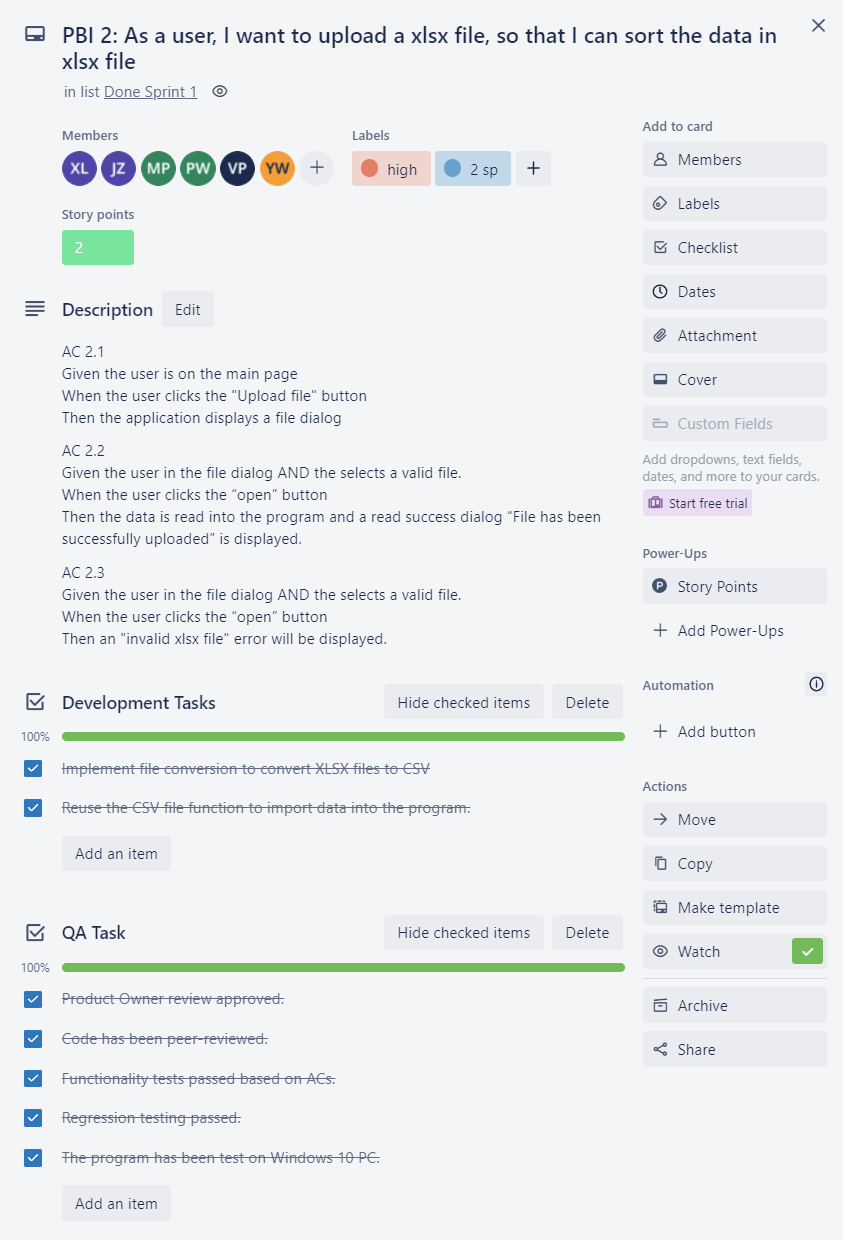 PBI 2: As a user, I want to upload a xlsx file, so that I can sort the data in
xlsx file
in list Done Sprint 1
Members
XL JZ MP PW VP YW
Labels
high
2 sp
Story points
2
Description
Edit
AC 2.1
Given the user is on the main page
When the user clicks the "Upload file" button
Then the application displays a file dialog
AC 2.2
Given the user in the file dialog AND the selects a valid file.
When the user clicks the “open” button
Then the data is read into the program and a read success dialog “File has been
successfully uploaded” is displayed.
AC 2.3
Given the user in the file dialog AND the selects a valid file.
When the user clicks the “open” button
Then an "invalid xlsx file" error will be displayed.
Development Tasks
Hide checked items
Delete
100%
Implement file conversion to convert XLSX files to CSV
Reuse the CSV file function to import data into the program.
Add an item
QA Task
Hide checked items
Delete
100%
Product Owner review approved.
Code has been peer-reviewed.
Functionality tests passed based on ACs.
Regression testing passed.
The program has been test on Windows 10 PC.
Add an item
Add to card
Members
Labels
Checklist
Dates
Attachment
Cover
Custom Fields
Add dropdowns, text fields,
dates, and more to your cards.
Start free trial
Power-Ups
P Story Points
Add Power-Ups
Automation
Add button
Actions
Move
Copy
Make template
Watch
Archive
Share